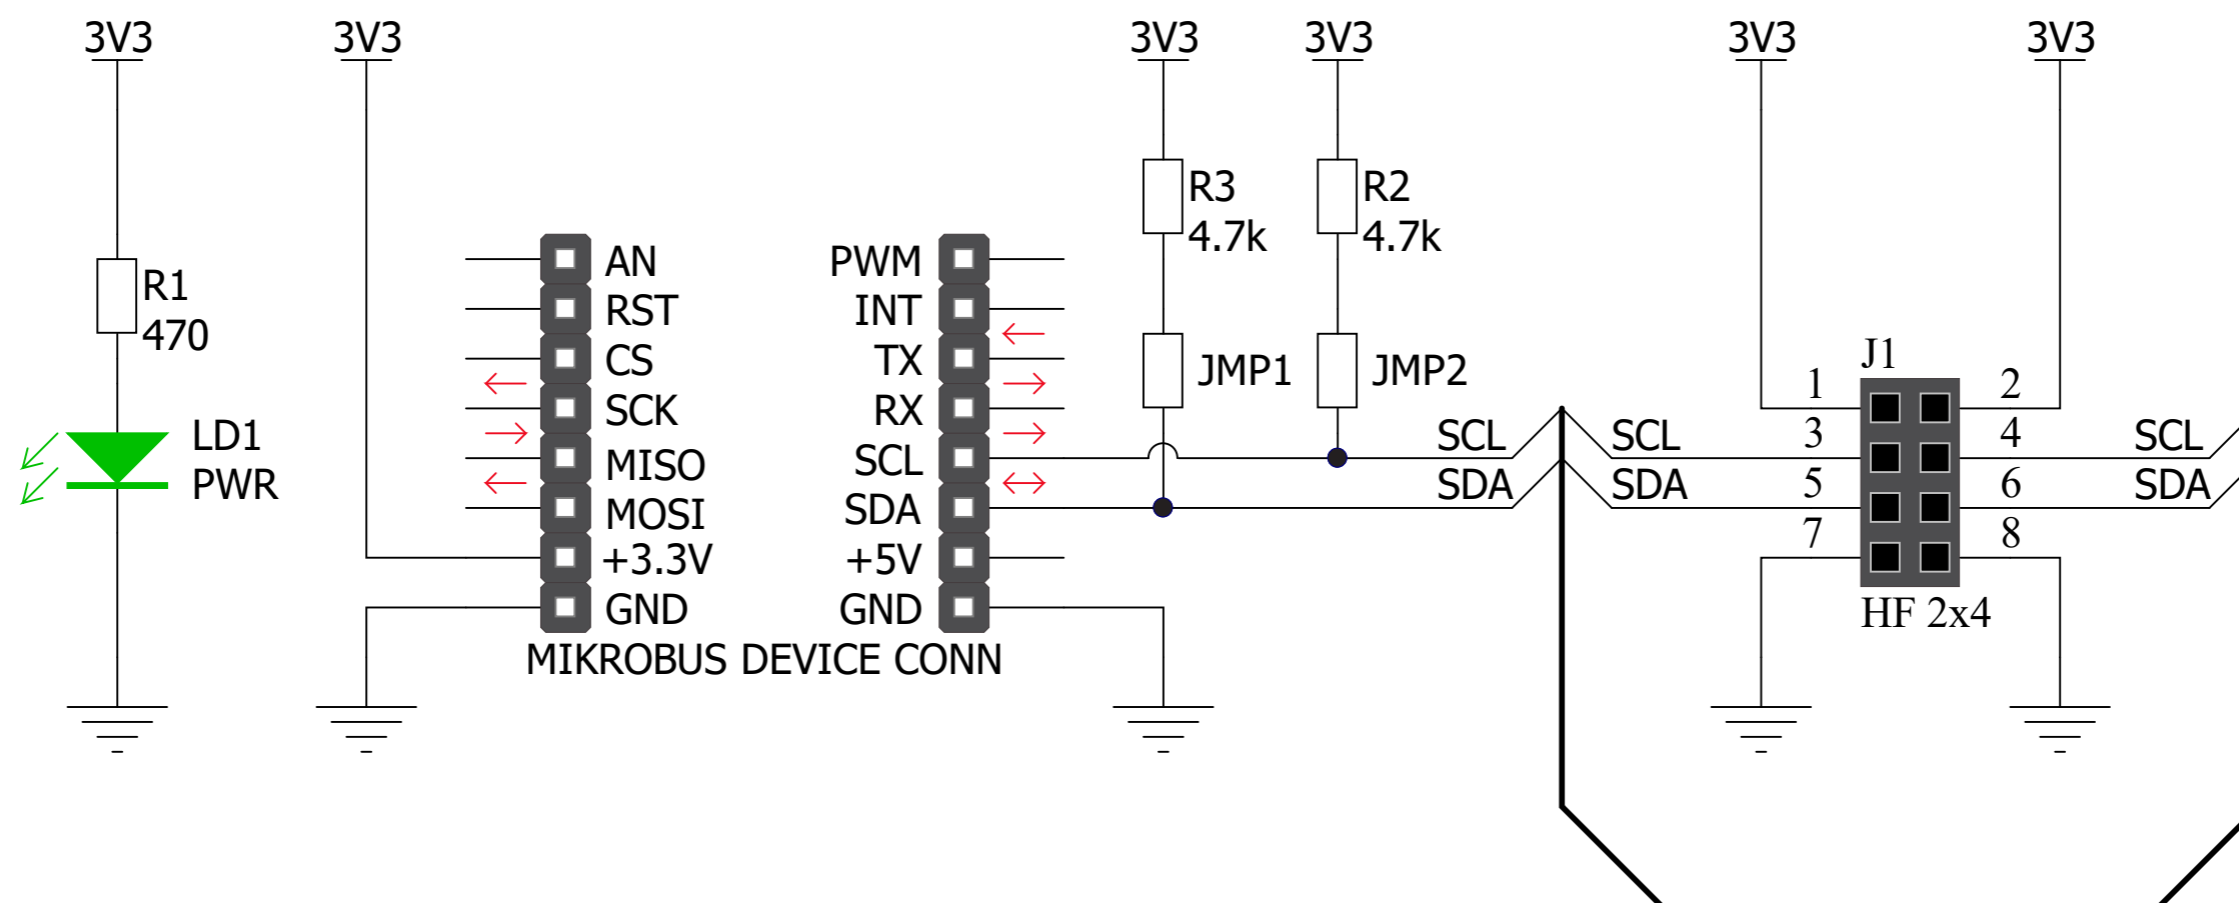 3V3
3V3
3V3
3V3
3V3
3V3
R1
470
LD1
PWR
AN
RST
CS
SCK
MISO
MOSI
+3.3V
GND
PWM
INT
TX
RX
SCL
SDA
+5V
GND
MIKROBUS DEVICE CONN
R3
4.7k
R2
4.7k
JMP1
JMP2
SCL
SDA
SCL
SDA
J1
1
2
3
4
5
6
7
8
HF 2x4
SCL
SDA